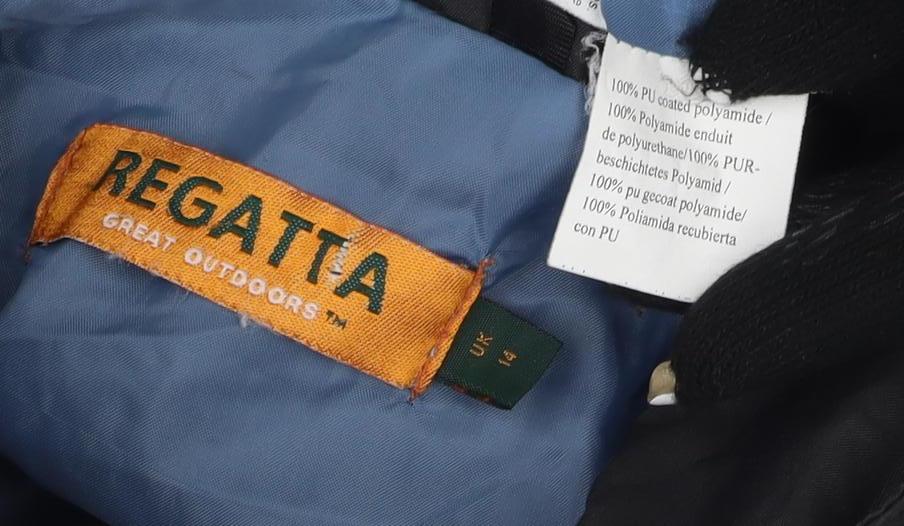 REGATTA
GREAT OUTDOORS™
UK
14
100% PU coated polyamide /
100% Polyamide enduit
de polyurethane/100% PUR-
beschichtetes Polyamid /
100% pu gecoat polyamide/
100% Poliamida recubierta
con PU